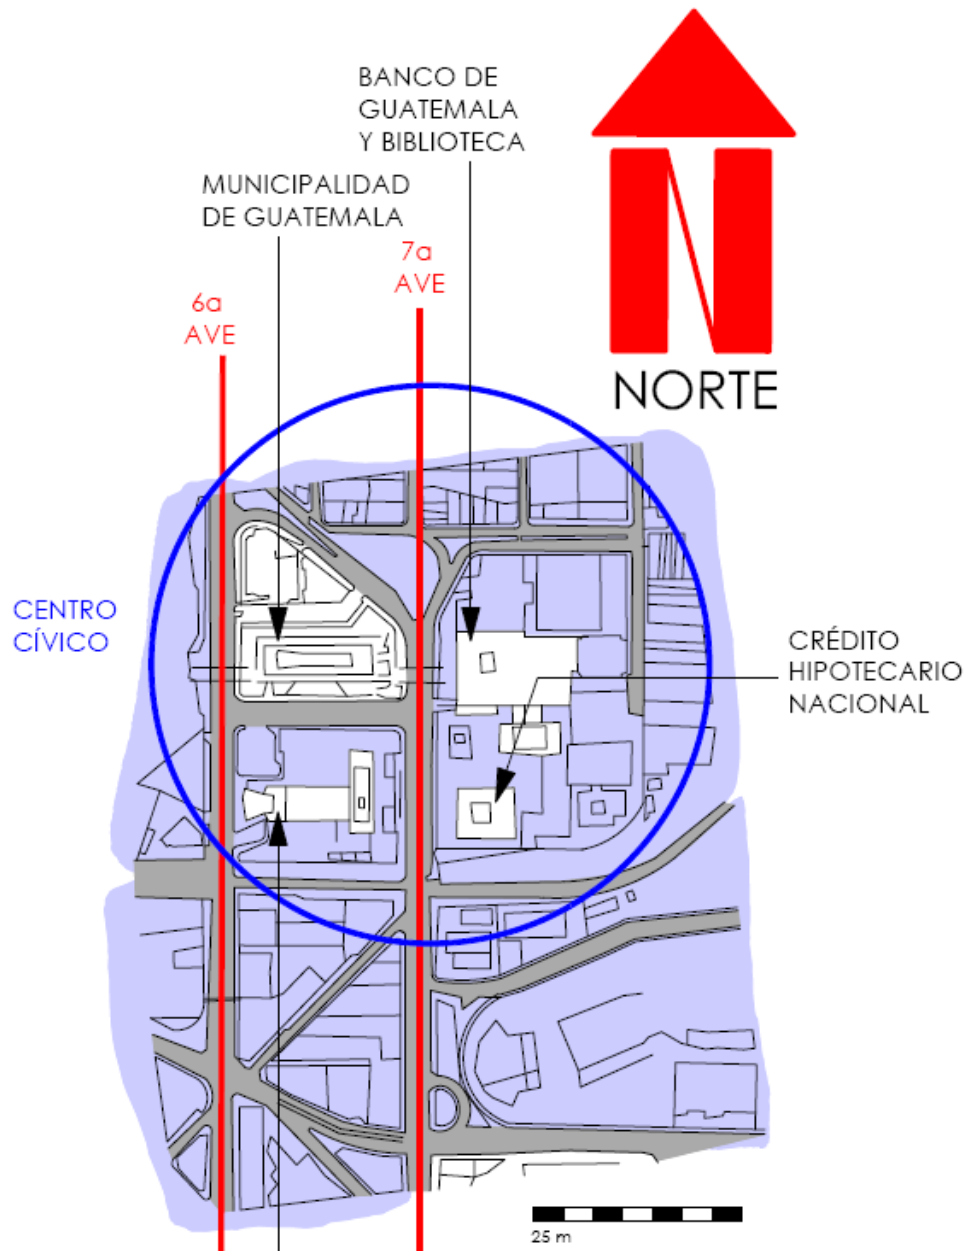 BANCO DE
GUATEMALA
Y BIBLIOTECA
MUNICIPALIDAD
DE GUATEMALA
7a
AVE
6a
AVE
N
NORTE
CENTRO
CÍVICO
CRÉDITO
HIPOTECARIO
NACIONAL
25 m